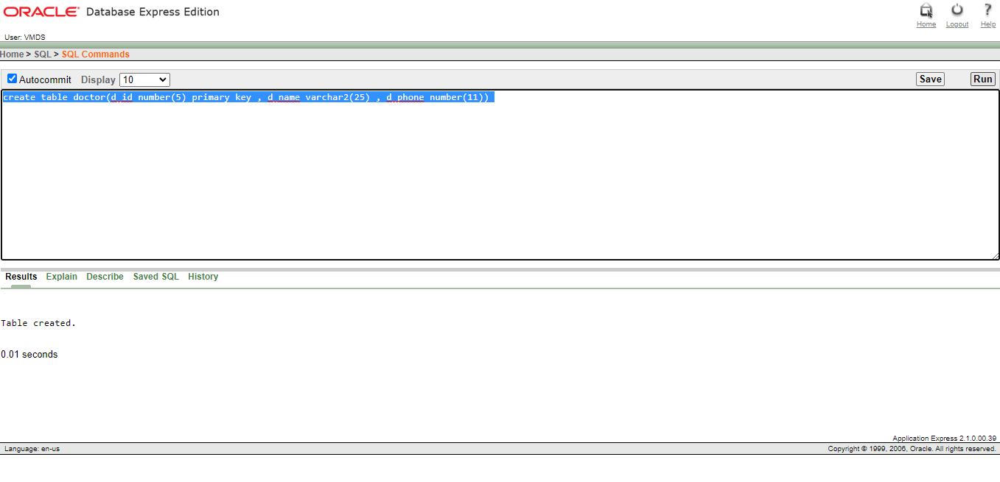 ORACLE® Database Express Edition
Home Logout Help
User: VMDS
Home > SQL > SQL Commands
Autocommit Display 10 Save Run
create table doctor(d_id number(5) primary key , d_name varchar2(25) , d_phone number(11))
Results Explain Describe Saved SQL History
Table created.
0.01 seconds
Application Express 2.1.0.00.39
Language: en-us Copyright © 1999, 2006, Oracle. All rights reserved.